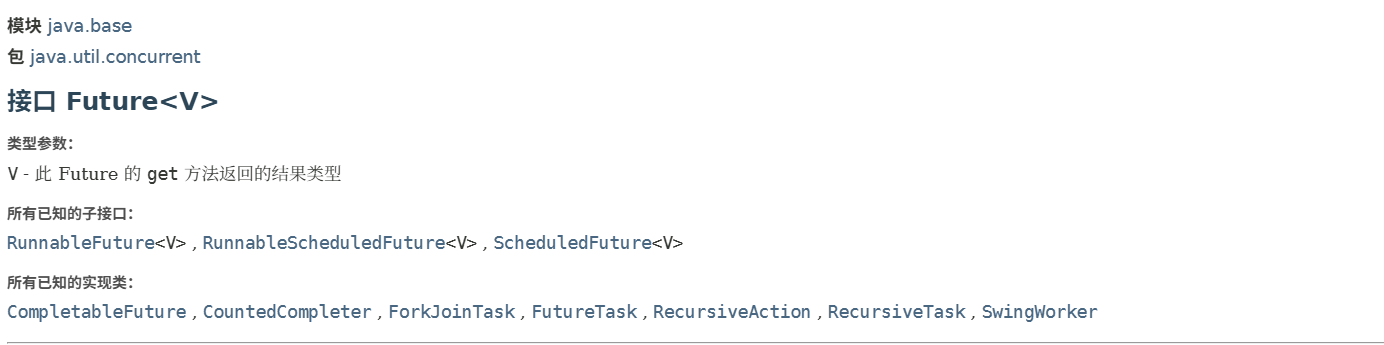 模块 java.base
包 java.util.concurrent
接口 Future<V>
类型参数：
V - 此 Future 的 get 方法返回的结果类型
所有已知的子接口：
RunnableFuture<V> , RunnableScheduledFuture<V> , ScheduledFuture<V>
所有已知的实现类：
CompletableFuture , CountedCompleter , ForkJoinTask , FutureTask , RecursiveAction , RecursiveTask , SwingWorker